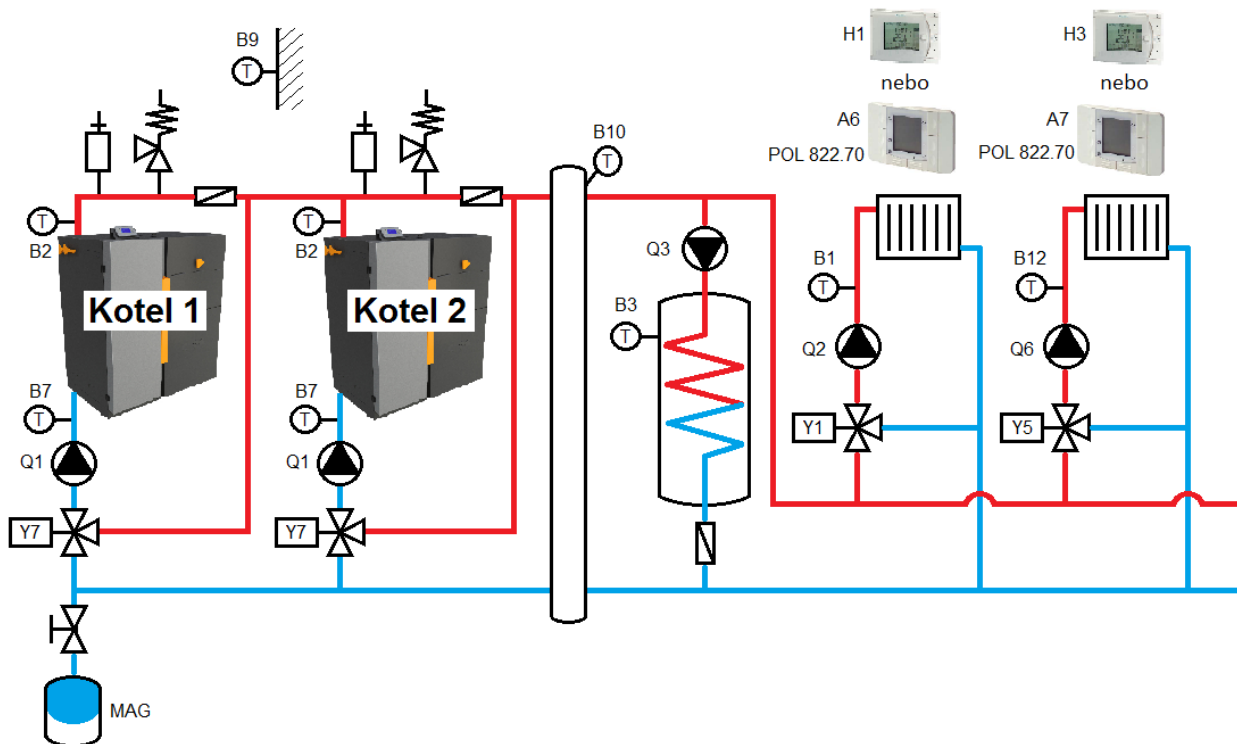 B9
T
H1
nebo
A6
POL 822.70
H3
nebo
A7
POL 822.70
B10
T
T
B2
Kotel 1
T
B2
Kotel 2
Q3
B3
T
B1
T
B12
T
Q2
Q6
B7
T
B7
T
Y1
Y5
Q1
Q1
Y7
Y7
MAG